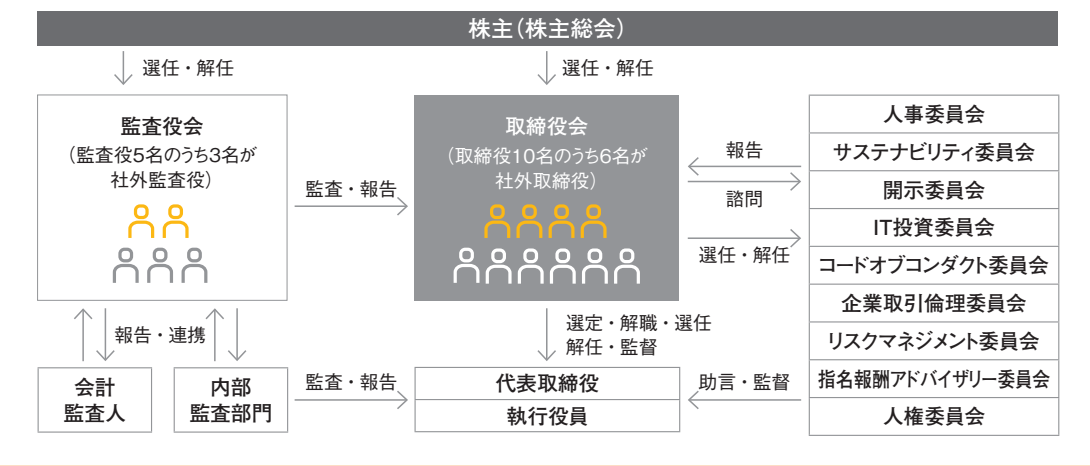 株主（株主総会）
選任・解任
選任・解任
監査役会
（監査役5名のうち3名が
社外監査役）
監査・報告
取締役会
（取締役10名のうち6名が
社外取締役）
報告
諮問
選任・解任
人事委員会
サステナビリティ委員会
開示委員会
IT投資委員会
コードオブコンダクト委員会
企業取引倫理委員会
リスクマネジメント委員会
指名報酬アドバイザリー委員会
人権委員会
報告・連携
選定・解職・選任
解任・監督
会計
監査人
内部
監査部門
監査・報告
代表取締役
執行役員
助言・監督